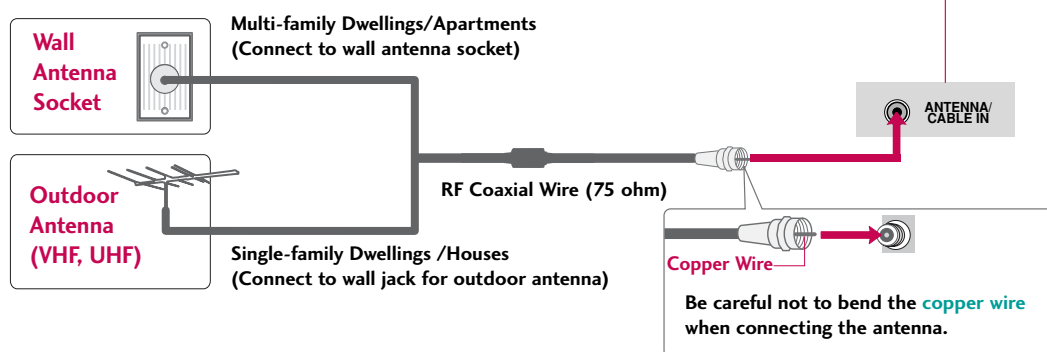 Multi-family Dwellings/Apartments
(Connect to wall antenna socket)
Wall
Antenna
Socket
ANTENNA/
CABLE IN
RF Coaxial Wire (75 ohm)
Outdoor
Antenna
(VHF, UHF)
Single-family Dwellings /Houses
(Connect to wall jack for outdoor antenna)
Copper Wire
Be careful not to bend the copper wire
when connecting the antenna.